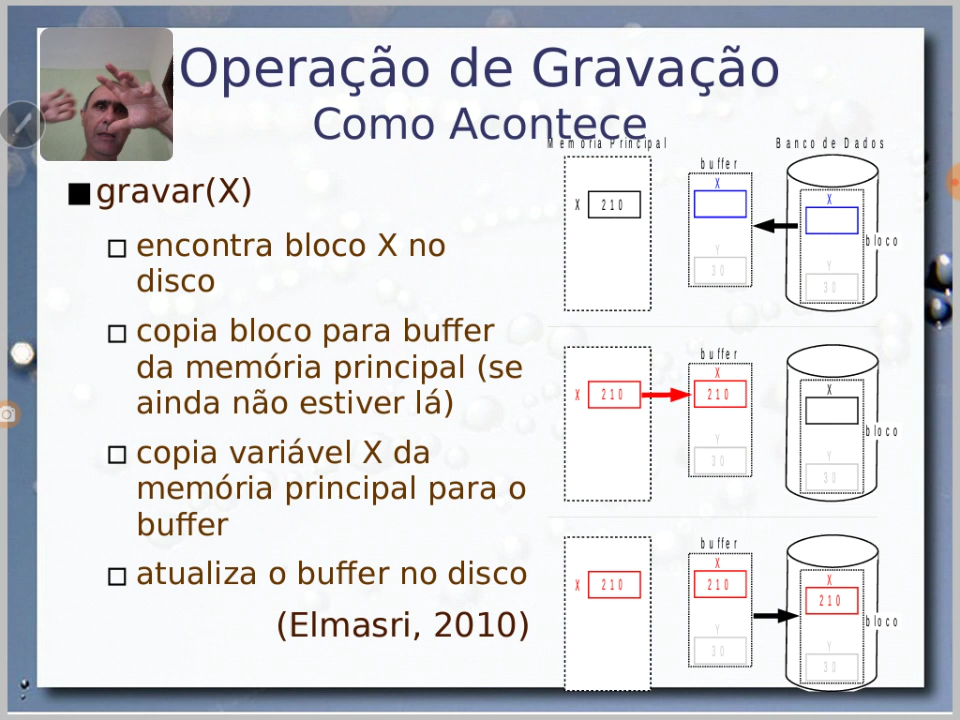 Operação de Gravação
Como Acontece
gravar(X)
encontra bloco X no
disco
copia bloco para buffer
da memória principal (se
ainda não estiver lá)
copia variável X da
memória principal para o
buffer
atualiza o buffer no disco
(Elmasri, 2010)
Memória Principal
Banco de Dados
buffer
X
X
X 210
bloco
Y
Y
30
30
buffer
X
X
X 210
210
bloco
Y
Y
30
30
buffer
X
X
X 210
210
210
bloco
Y
Y
30
30